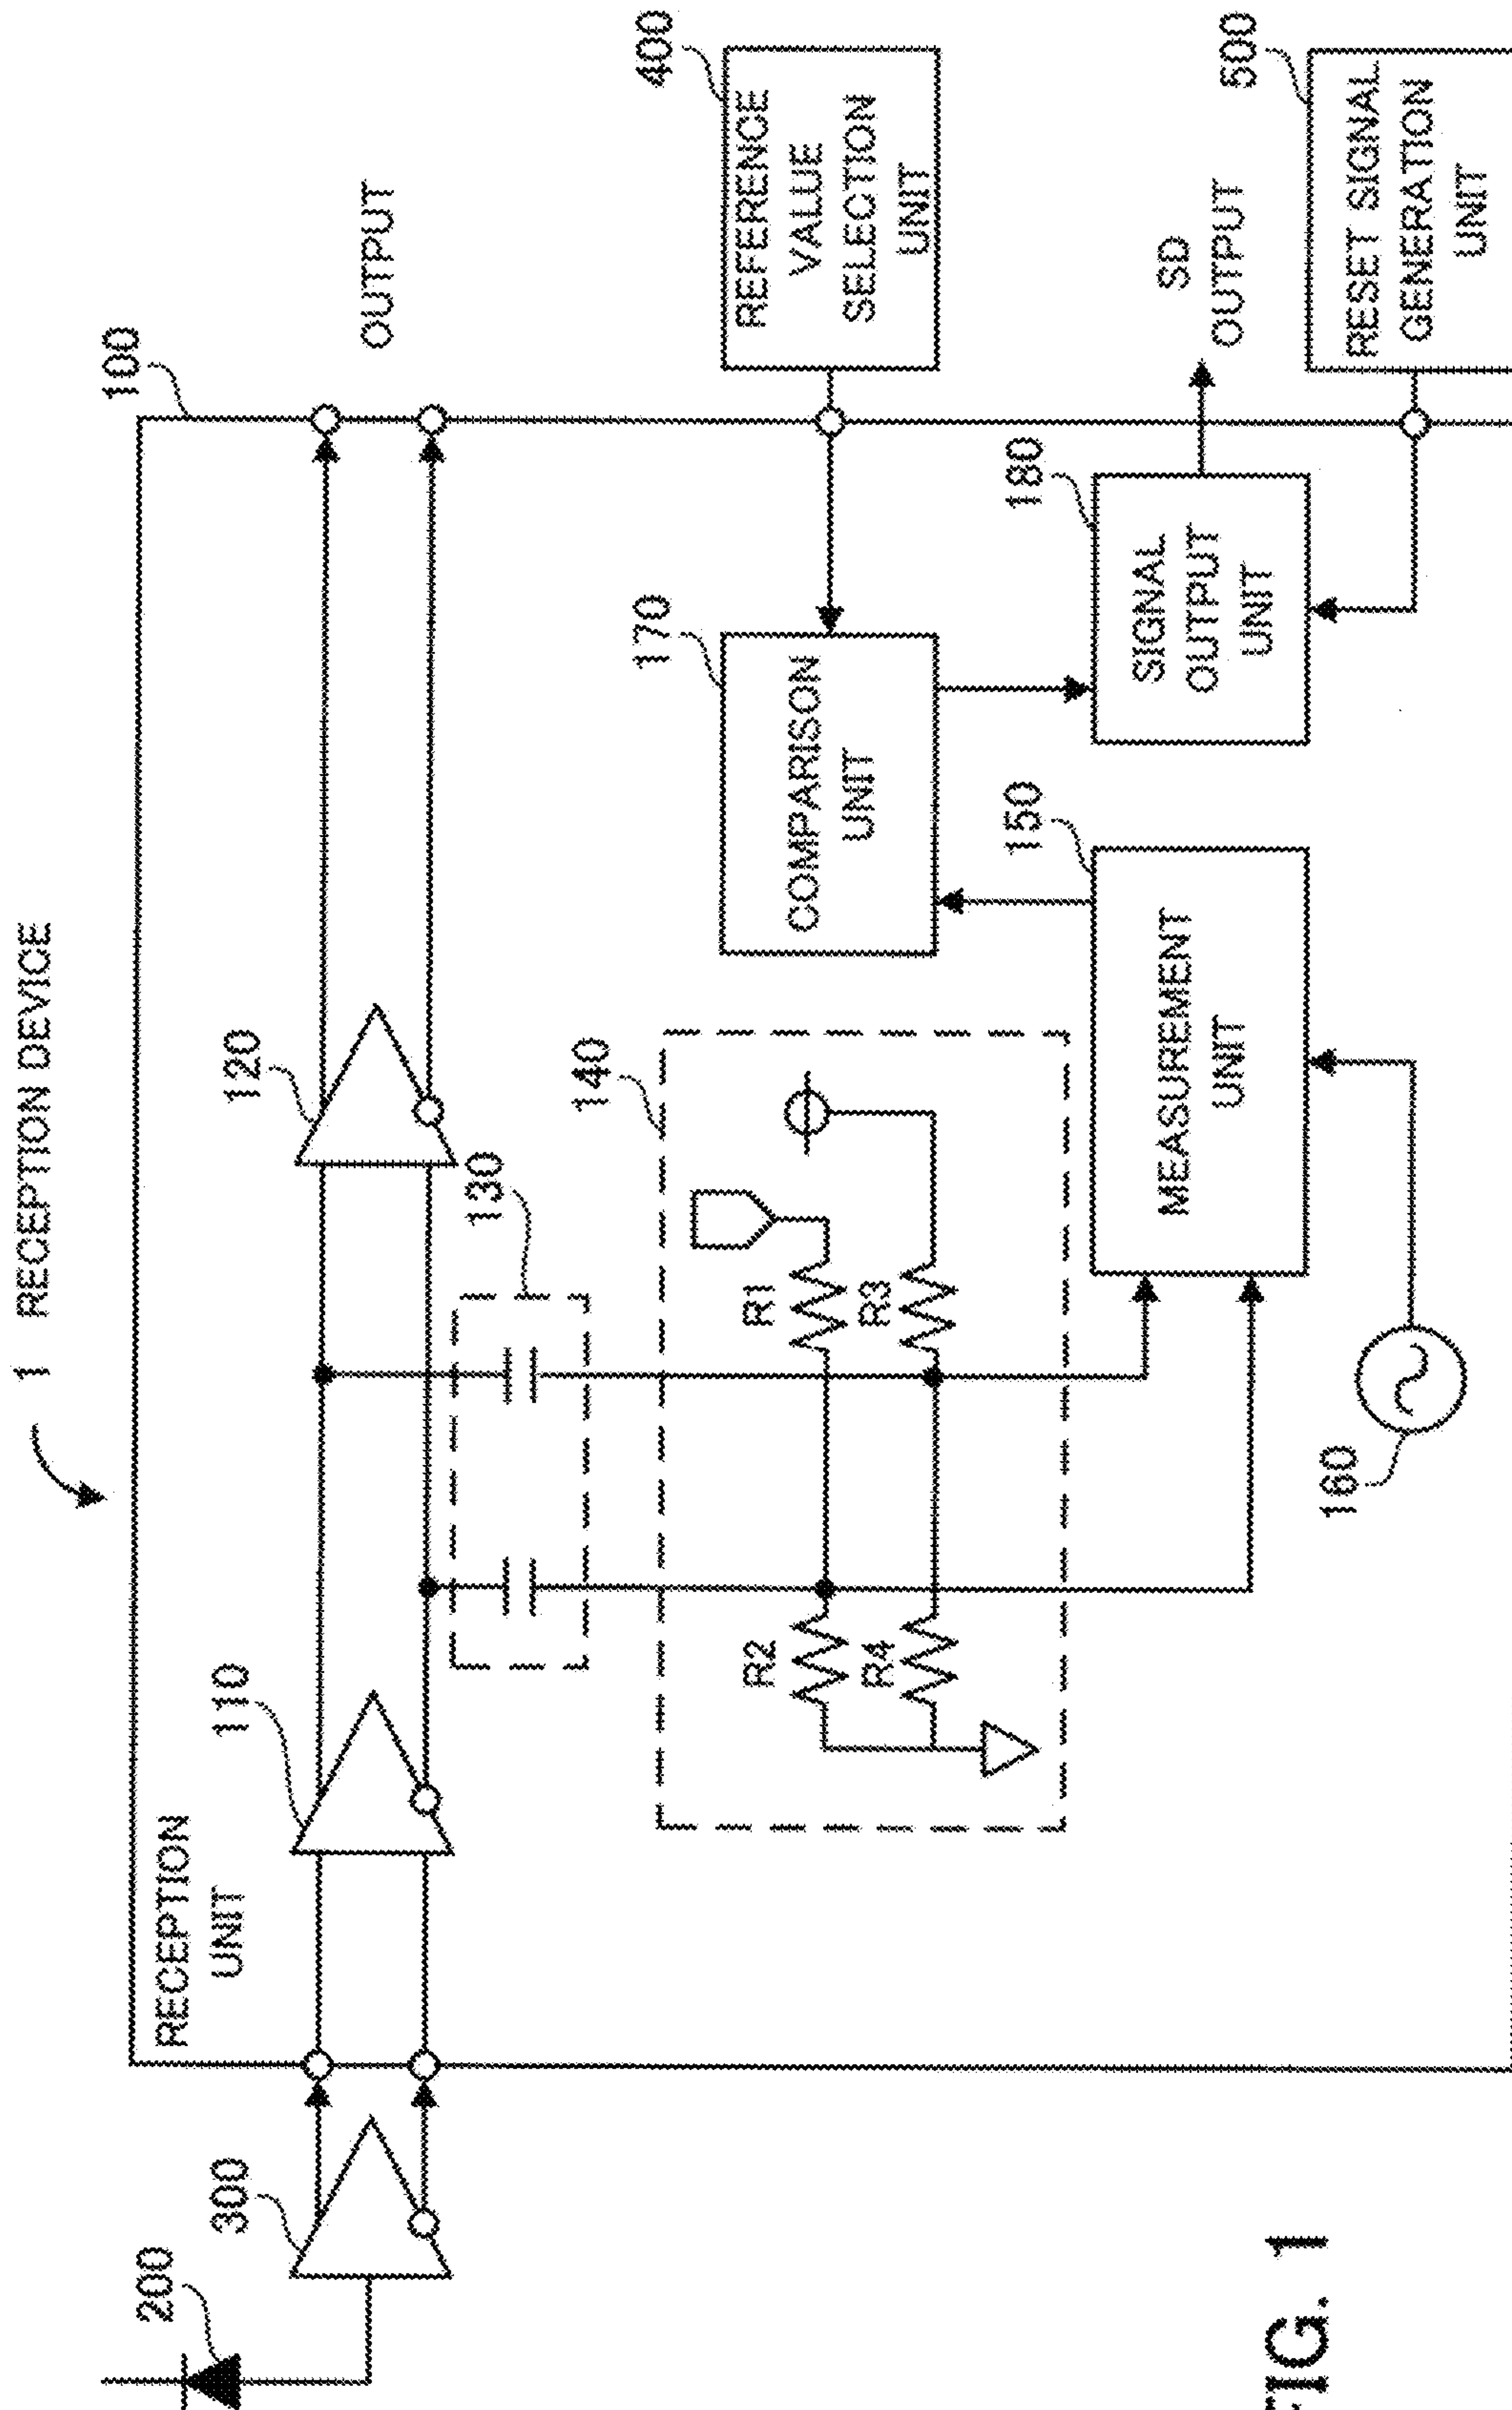 1 RECEPTION DEVICE
100
RECEPTION
UNIT
200
300
110
120
OUTPUT
130
140
R1
R2
R3
R4
170
COMPARISON
UNIT
400
REFERENCE
VALUE
SELECTION
UNIT
150
MEASUREMENT
UNIT
180
SIGNAL
OUTPUT
UNIT
SD
OUTPUT
160
500
RESET SIGNAL
GENERATION
UNIT
FIG. 1